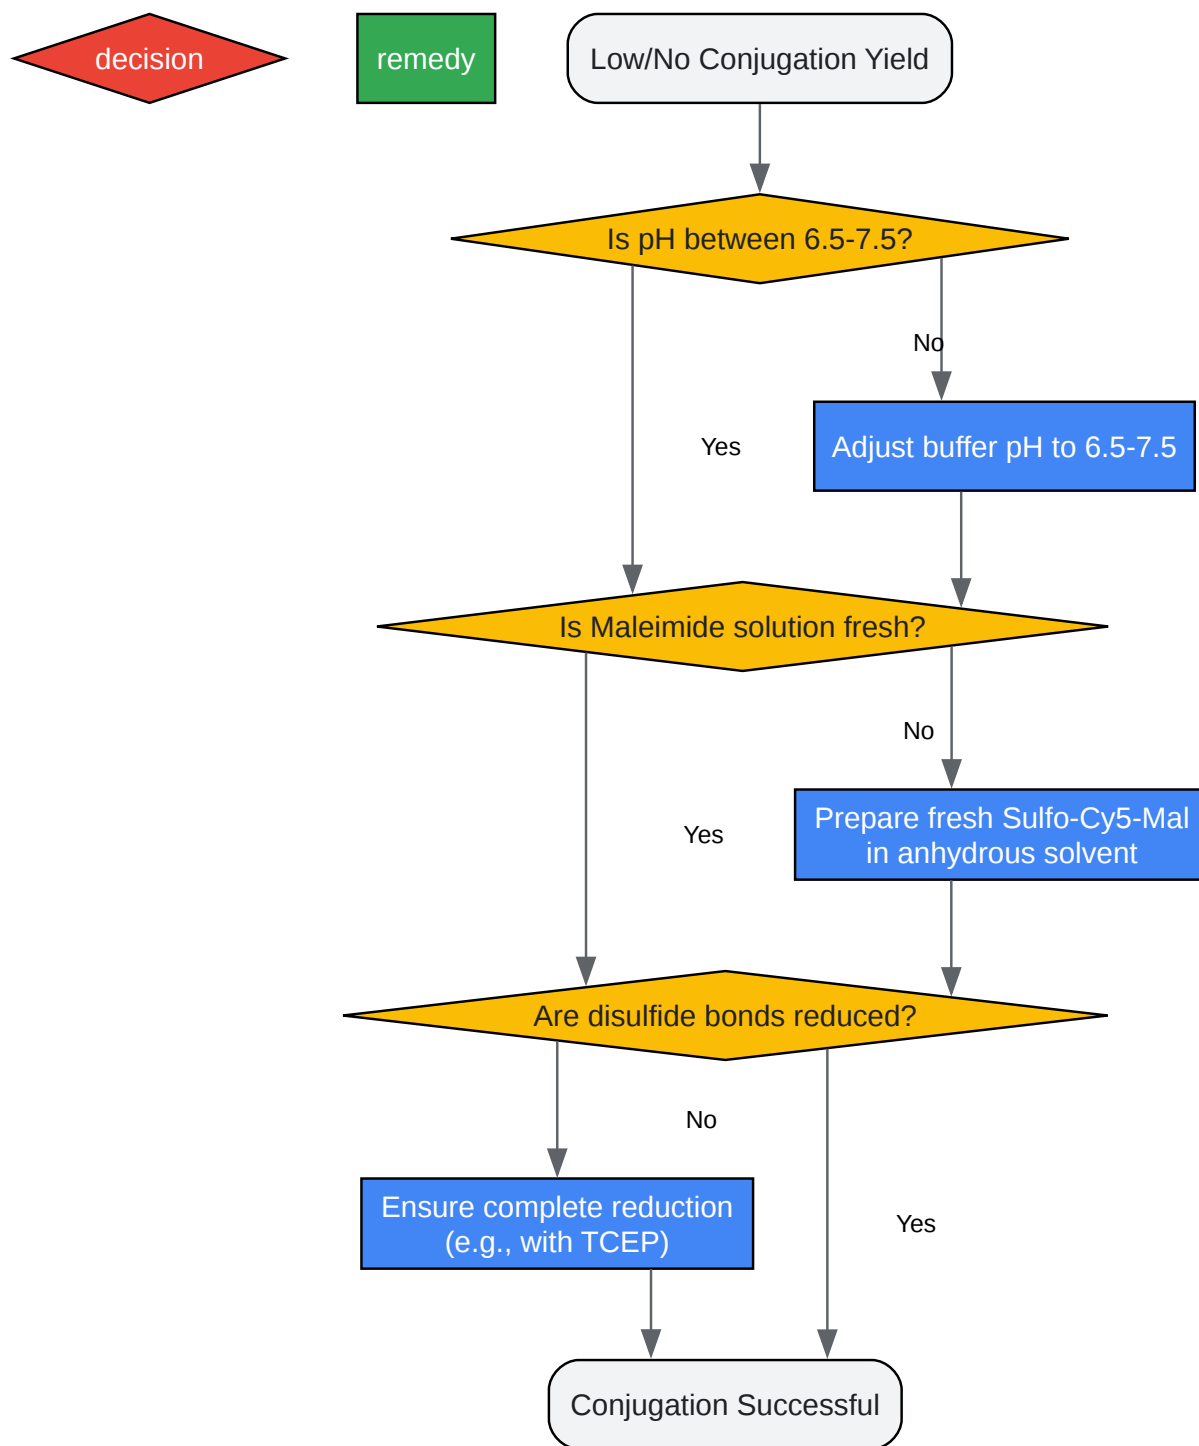 decision
remedy
Low/No Conjugation Yield
Is pH between 6.5-7.5?
No
Yes
Adjust buffer pH to 6.5-7.5
Is Maleimide solution fresh?
No
Yes
Prepare fresh Sulfo-Cy5-Mal
in anhydrous solvent
Are disulfide bonds reduced?
No
Ensure complete reduction
(e.g., with TCEP)
Yes
Conjugation Successful